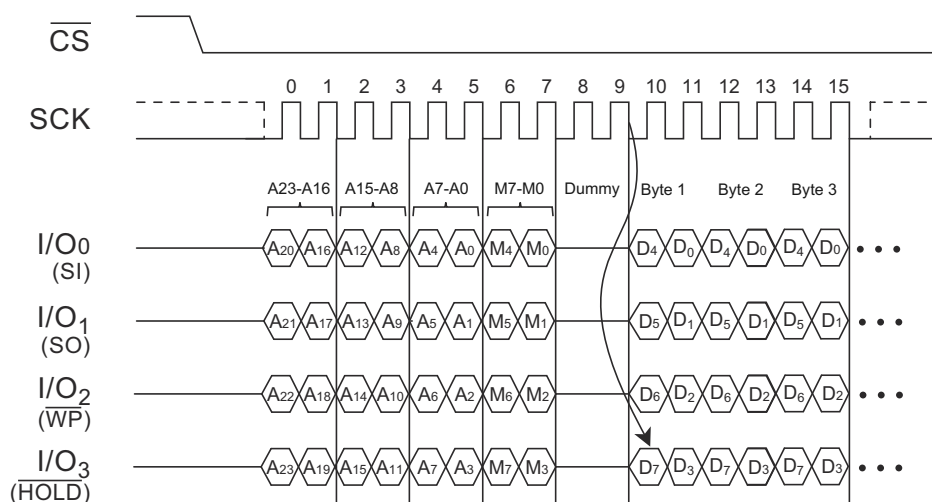 CS
0 1 2 3 4 5 6 7 8 9 10 11 12 13 14 15
SCK
A23-A16 A15-A8 A7-A0 M7-M0 Dummy Byte 1 Byte 2 Byte 3
I/O0 A20 A16 A12 A8 A4 A0 M4 M0 D4 D0 D4 D0 D4 D0 • • •
(SI)
I/O1 A21 A17 A13 A9 A5 A1 M5 M1 D5 D1 D5 D1 D5 D1 • • •
(SO)
I/O2 A22 A18 A14 A10 A6 A2 M6 M2 D6 D2 D6 D2 D6 D2 • • •
(WP)
I/O3 A23 A19 A15 A11 A7 A3 M7 M3 D7 D3 D7 D3 D7 D3 • • •
(HOLD)